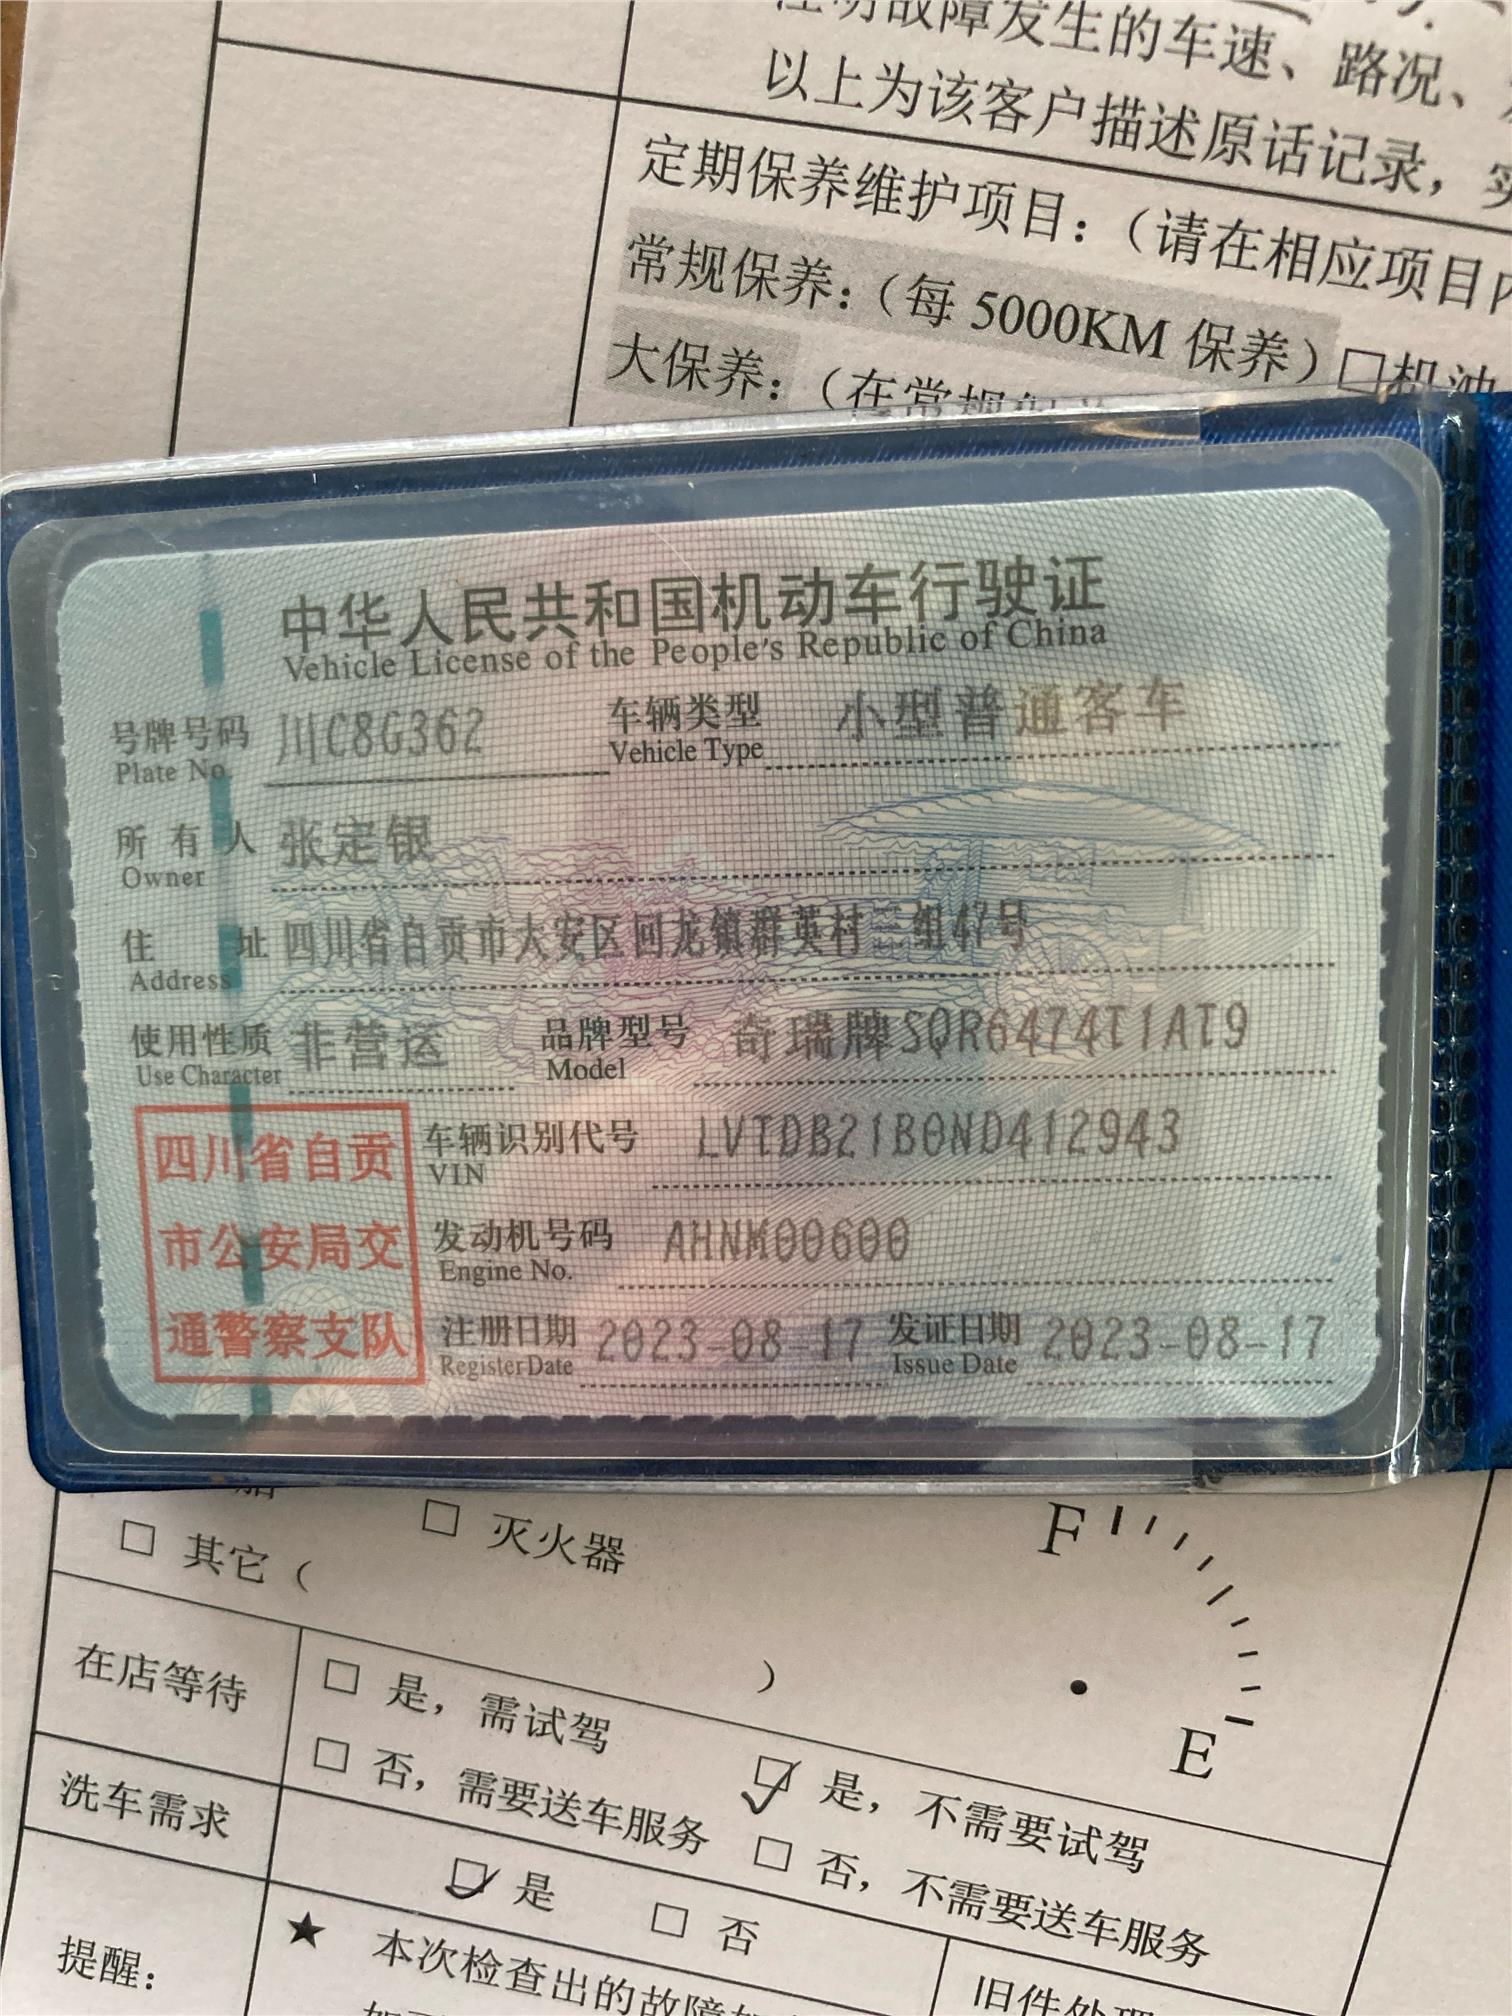 注明故障发生的车速、路况、
以上为该客户描述原话记录，
定期保养维护项目：（请在相应项目内
常规保养：（每 5000KM 保养）□机油
大保养：（在常规保养
中华人民共和国机动车行驶证
Vehicle License of the People's Republic of China
号牌号码 川C8G362 车辆类型 小型普通客车
Plate No. Vehicle Type
所有人 张定银
Owner
住址 四川省自贡市大安区回龙镇群英村三组47号
Address
使用性质 非营运 品牌型号 奇瑞牌SQR6474T1AT9
Use Character Model
四川省自贡
市公安局交
通警察支队
车辆识别代号 LVTDB21B0ND412943
VIN
发动机号码 AHNM00600
Engine No.
注册日期 2023-08-17 发证日期 2023-08-17
Register Date Issue Date
□ 灭火器
□ 其它（ ）
F
E
在店等待
□ 是，需试驾 ☑ 是，不需要试驾
□ 否，需要送车服务 □ 否，不需要送车服务
洗车需求
☑ 是 □ 否
提醒：
★ 本次检查出的故障
旧件处理